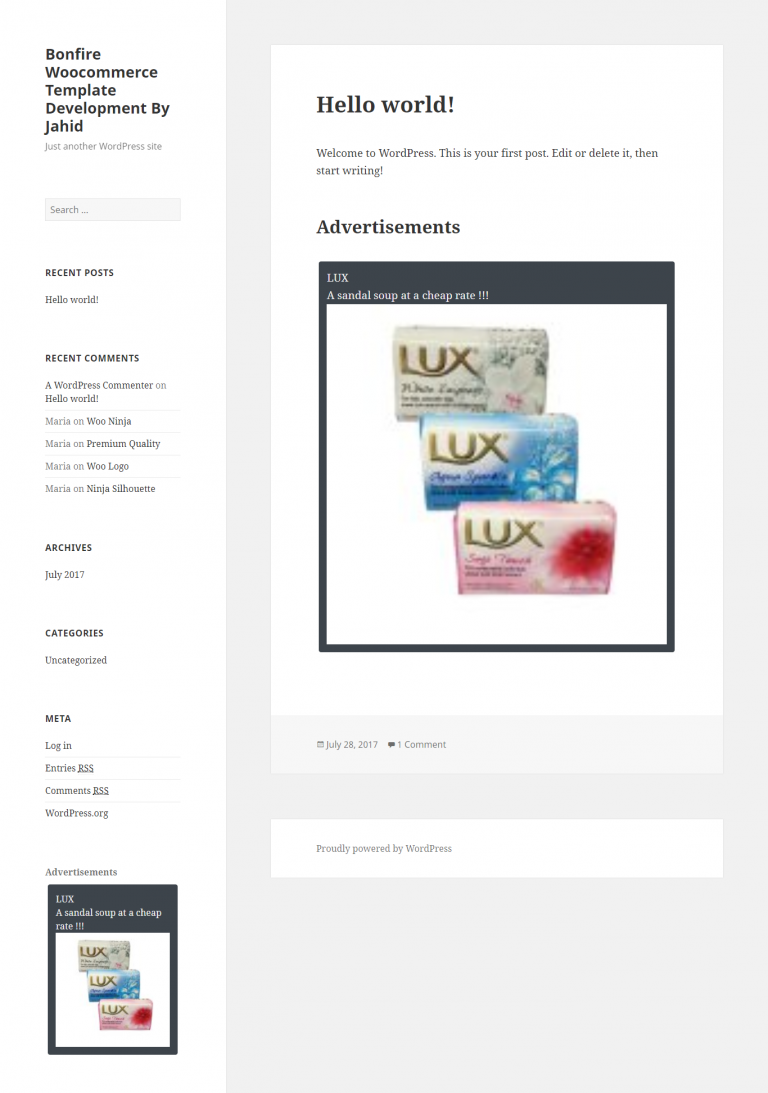 Bonfire
Woocommerce
Template
Development By
Jahid
Just another WordPress site
Search ...
RECENT POSTS
Hello world!
RECENT COMMENTS
A WordPress Commenter on
Hello world!
Maria on Woo Ninja
Maria on Premium Quality
Maria on Woo Logo
Maria on Ninja Silhouette
ARCHIVES
July 2017
CATEGORIES
Uncategorized
META
Log in
Entries RSS
Comments RSS
WordPress.org
Advertisements
LUX
A sandal soup at a cheap
rate !!!
LUX
LUX
LUX
Hello world!
Welcome to WordPress. This is your first post. Edit or delete it, then
start writing!
Advertisements
LUX
A sandal soup at a cheap rate !!!
LUX
LUX
Aqua Sparkle
LUX
Soft Touch
July 28, 2017 1 Comment
Proudly powered by WordPress